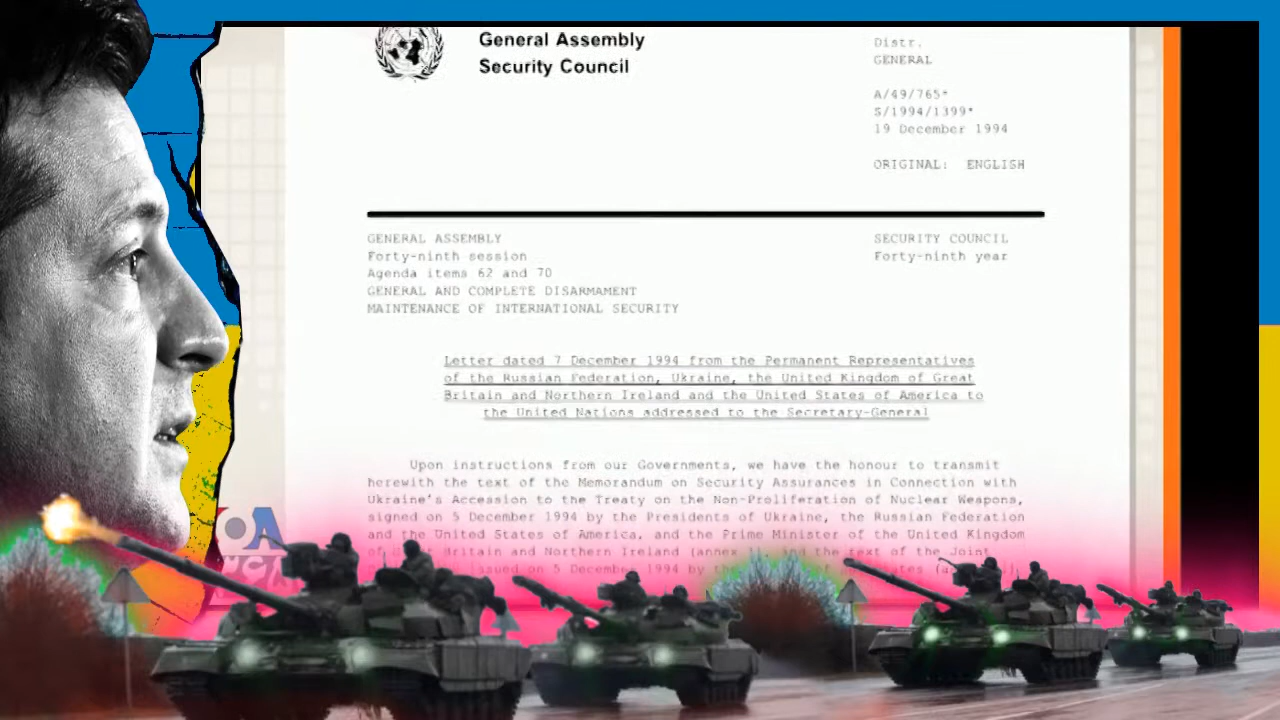 General Assembly
Security Council
Distr.
GENERAL
A/49/765*
S/1994/1399*
19 December 1994
ORIGINAL: ENGLISH
GENERAL ASSEMBLY
Forty-ninth session
Agenda items 62 and 70
GENERAL AND COMPLETE DISARMAMENT
MAINTENANCE OF INTERNATIONAL SECURITY
SECURITY COUNCIL
Forty-ninth year
Letter dated 7 December 1994 from the Permanent Representatives
of the Russian Federation, Ukraine, the United Kingdom of Great
Britain and Northern Ireland and the United States of America to
the United Nations addressed to the Secretary-General
Upon instructions from our Governments, we have the honour to transmit
herewith the text of the Memorandum on Security Assurances in Connection with
Ukraine's Accession to the Treaty on the Non-Proliferation of Nuclear Weapons,
signed on 5 December 1994 by the Presidents of Ukraine, the Russian Federation
and the United States of America, and the Prime Minister of the United Kingdom
of Britain and Northern Ireland (annex and the text of the Joint
issued on 5 December 1994 by the of
VOA